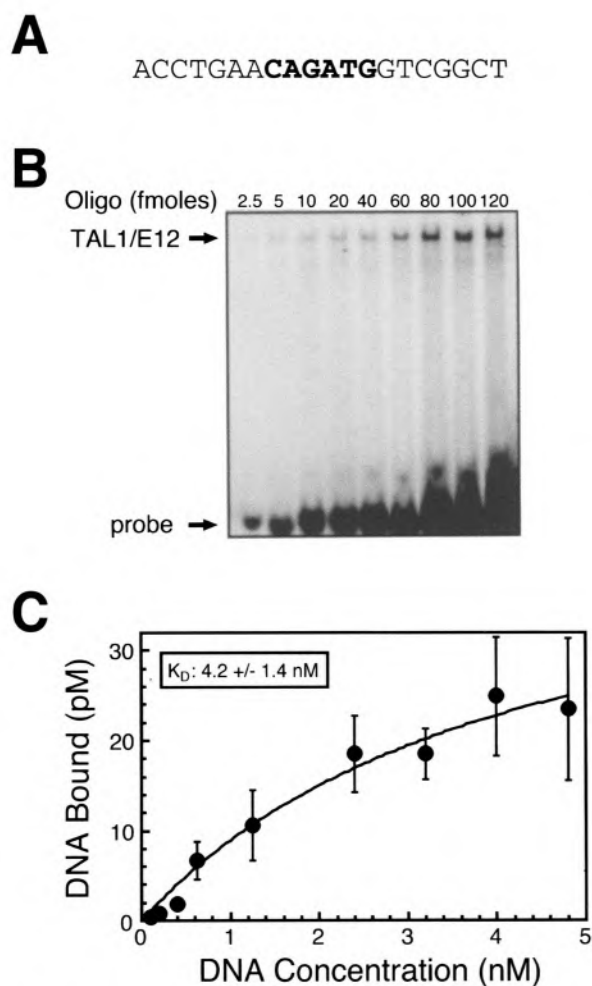 A
ACCTGAACAGATGGTCGGCT
B
Oligo (fmoles) 2.5 5 10 20 40 60 80 100 120
TAL1/E12
probe
C
30
K_D: 4.2 +/- 1.4 nM
20
10
0
DNA Bound (pM)
0 1 2 3 4 5
DNA Concentration (nM)